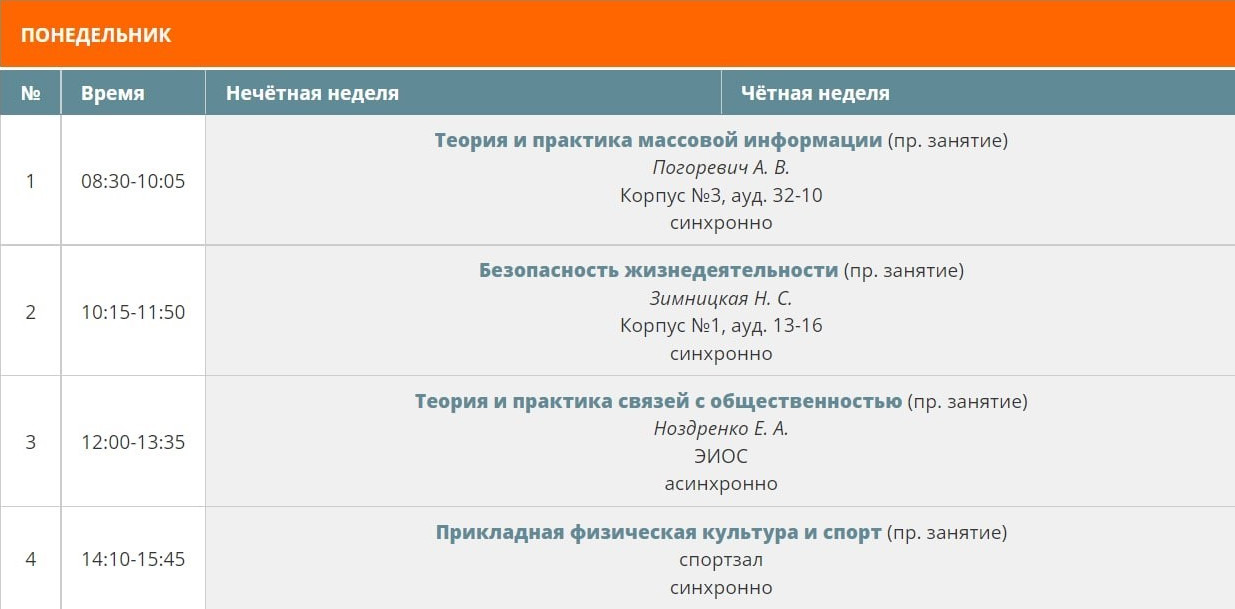 ПОНЕДЕЛЬНИК
№ Время Нечётная неделя Чётная неделя
Теория и практика массовой информации (пр. занятие)
Погоревич А. В.
1 08:30-10:05
Корпус №3, ауд. 32-10
синхронно
Безопасность жизнедеятельности (пр. занятие)
Зимницкая Н. С.
2 10:15-11:50
Корпус №1, ауд. 13-16
синхронно
Теория и практика связей с общественностью (пр. занятие)
Ноздренко Е. А.
3 12:00-13:35
ЭИОС
асинхронно
Прикладная физическая культура и спорт (пр. занятие)
4 14:10-15:45 спортзал
синхронно